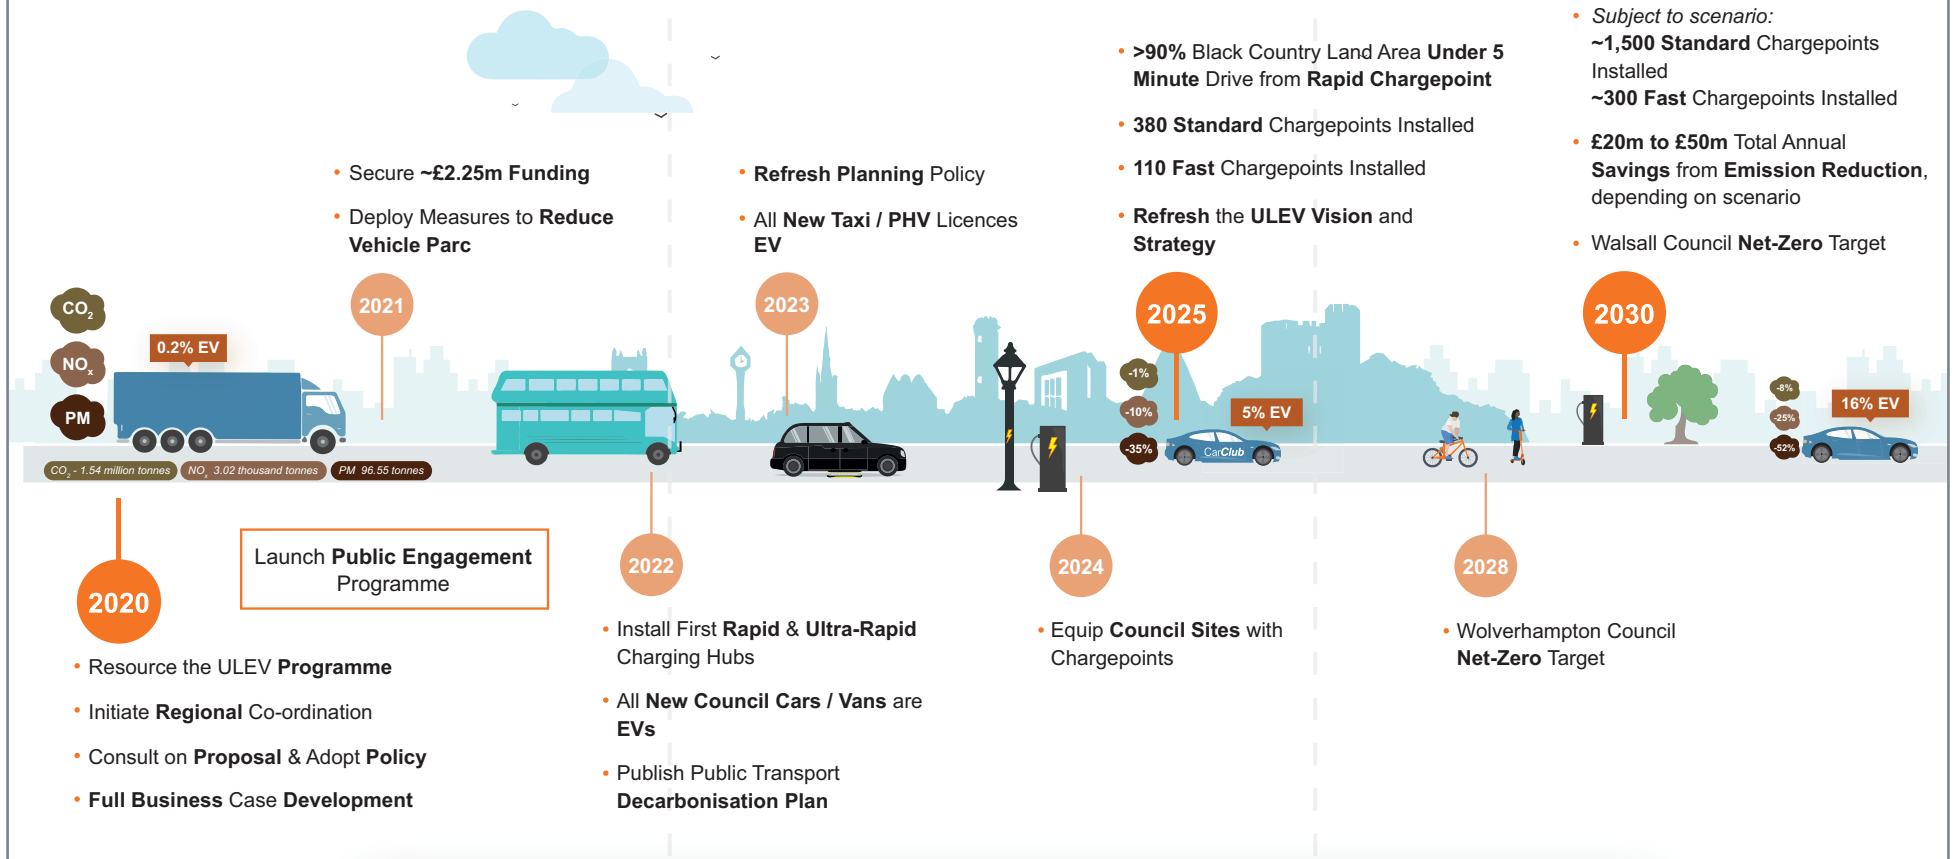 • Secure ~£2.25m Funding
• Deploy Measures to Reduce
Vehicle Parc
2021
• Refresh Planning Policy
• All New Taxi / PHV Licences
EV
2023
• >90% Black Country Land Area Under 5
Minute Drive from Rapid Chargepoint
• 380 Standard Chargepoints Installed
• 110 Fast Chargepoints Installed
• Refresh the ULEV Vision and
Strategy
2025
• Subject to scenario:
~1,500 Standard Chargepoints
Installed
~300 Fast Chargepoints Installed
• £20m to £50m Total Annual
Savings from Emission Reduction,
depending on scenario
• Walsall Council Net-Zero Target
2030
CO₂
NOₓ
PM
0.2% EV
CO₂ - 1.54 million tonnes
NOₓ 3.02 thousand tonnes
PM 96.55 tonnes
-1%
-10%
-35%
5% EV
CarClub
-8%
-25%
-52%
16% EV
2020
• Resource the ULEV Programme
• Initiate Regional Co-ordination
• Consult on Proposal & Adopt Policy
• Full Business Case Development
Launch Public Engagement
Programme
2022
• Install First Rapid & Ultra-Rapid
Charging Hubs
• All New Council Cars / Vans are
EVs
• Publish Public Transport
Decarbonisation Plan
2024
• Equip Council Sites with
Chargepoints
2028
• Wolverhampton Council
Net-Zero Target